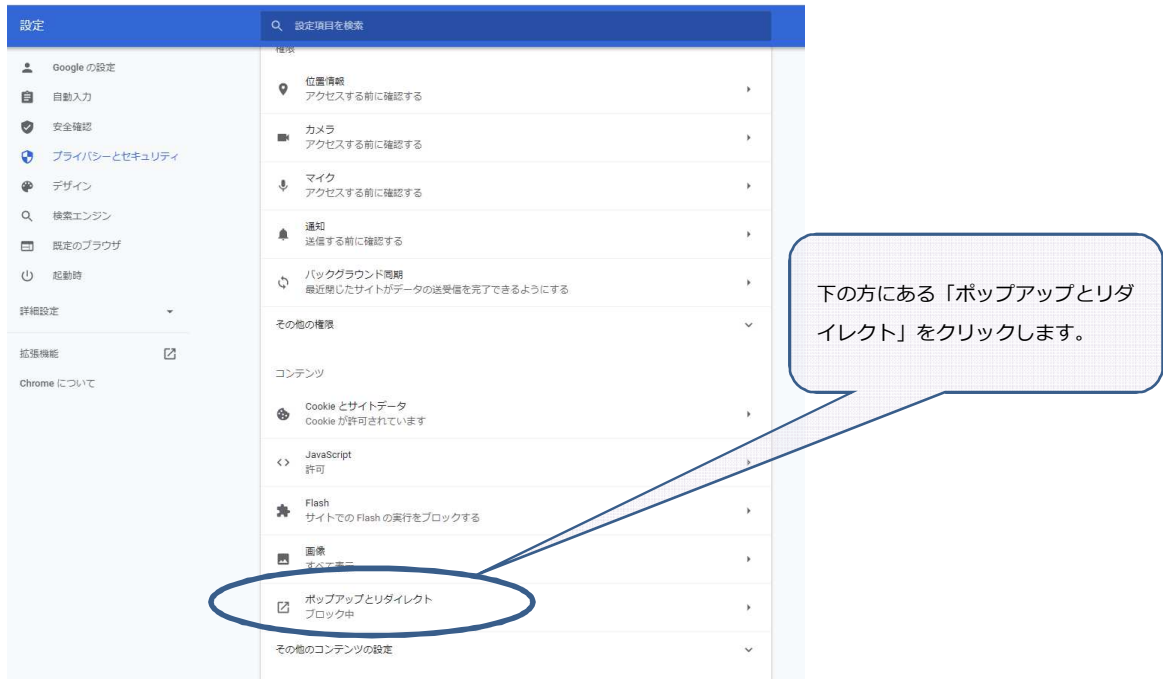 設定
設定項目を検索
Google の設定
自動入力
安全確認
プライバシーとセキュリティ
デザイン
検索エンジン
既定のブラウザ
起動時
詳細設定
拡張機能
Chrome について
権限
位置情報
アクセスする前に確認する
カメラ
アクセスする前に確認する
マイク
アクセスする前に確認する
通知
送信する前に確認する
バックグラウンド同期
最近閉じたサイトがデータの送受信を完了できるようにする
その他の権限
コンテンツ
Cookie とサイトデータ
Cookie が許可されています
JavaScript
許可
Flash
サイトでの Flash の実行をブロックする
画像
すべて表示
ポップアップとリダイレクト
ブロック中
その他のコンテンツの設定
下の方にある「ポップアップとリダ
イレクト」をクリックします。